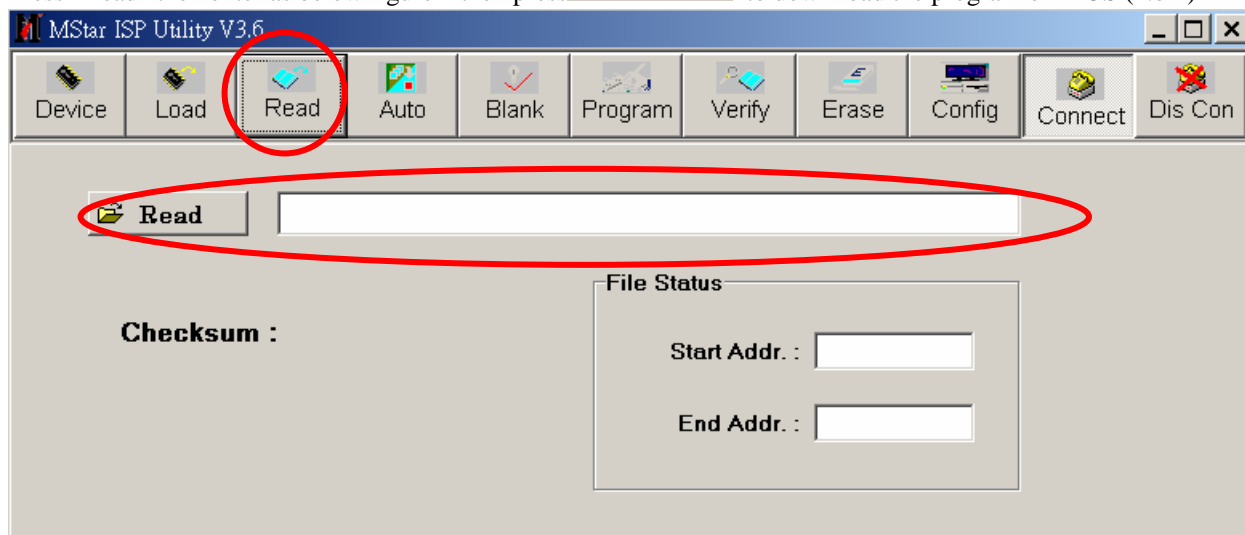 MStar ISP Utility V3.6
Device Load Read Auto Blank Program Verify Erase Config Connect Dis Con
Read
File Status
Checksum :
Start Addr. :
End Addr. :